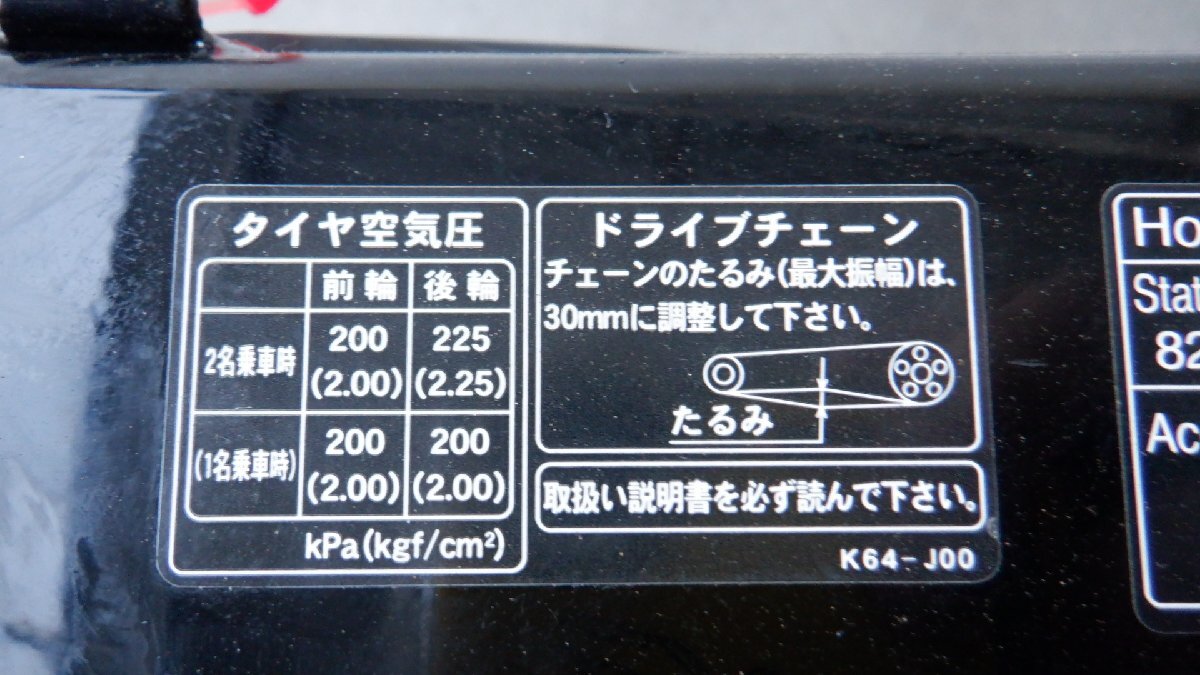 タイヤ空気圧
前輪 後輪
2名乗車時 200 225
(2.00) (2.25)
(1名乗車時) 200 200
(2.00) (2.00)
kPa(kgf/cm²)
ドライブチェーン
チェーンのたるみ(最大振幅)は、
30mmに調整して下さい。
たるみ
取扱い説明書を必ず読んで下さい。
K64-J00
Ho
Stat
82
Ac